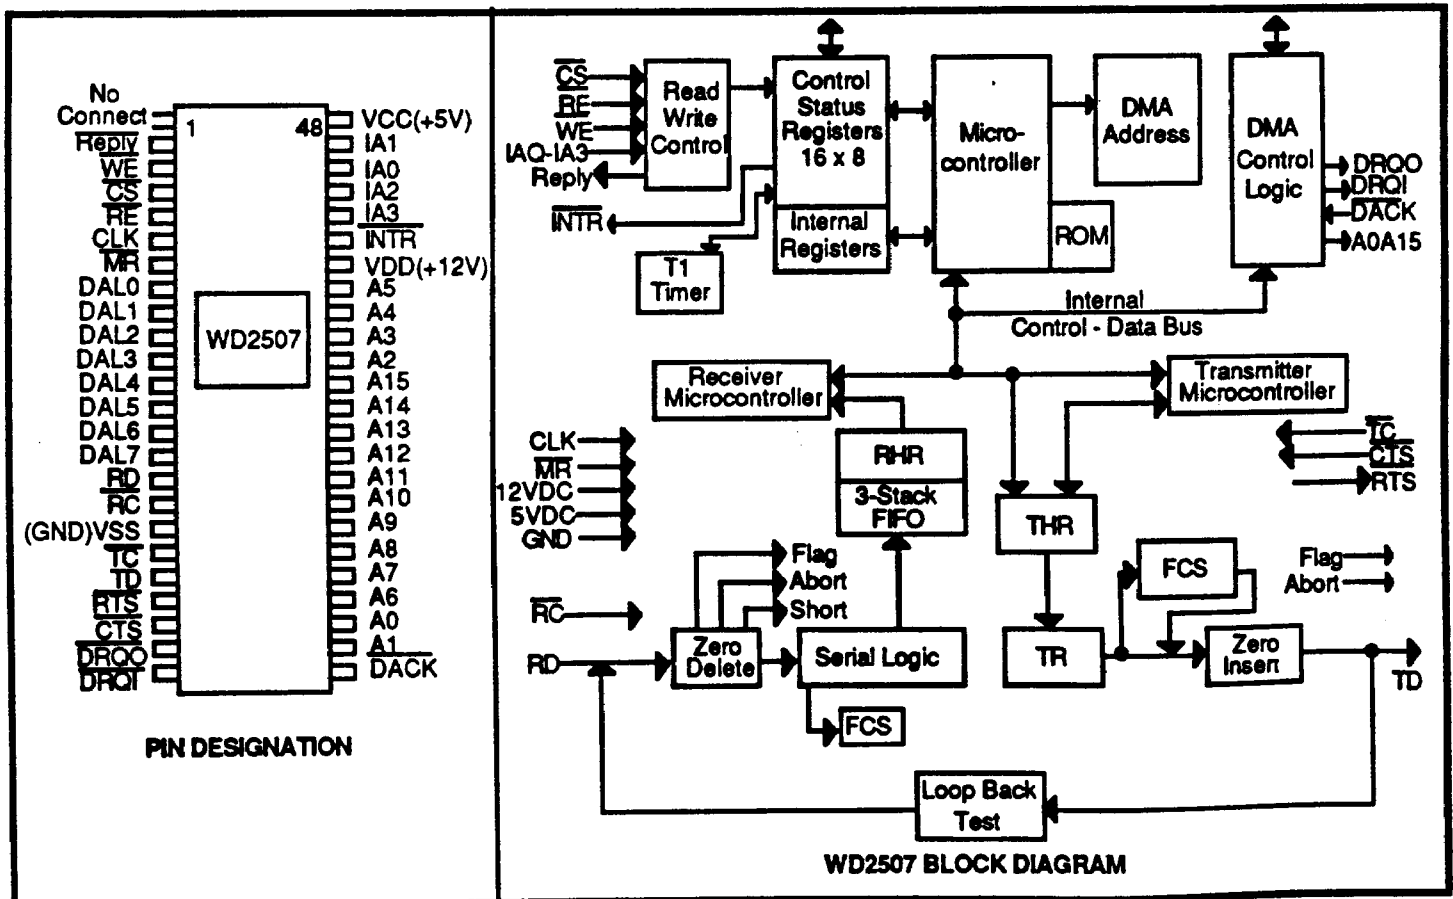 No
Connect
1
48
VCC(+5V)
Reply
IA1
WE
IA0
CS
IA2
RE
IA3
CLK
INTR
MR
VDD(+12V)
DAL0
A5
DAL1
A4
DAL2
A3
DAL3
A2
DAL4
A15
DAL5
A14
DAL6
A13
DAL7
A12
RD
A11
RC
A10
(GND)VSS
A9
TC
A8
TD
A7
RTS
A6
CTS
A0
DRQO
A1
DRQI
DACK
WD2507
PIN DESIGNATION
CS
RE
WE
IAQ-IA3
Reply
INTR
Read
Write
Control
Control
Status
Registers
16 x 8
Internal
Registers
T1
Timer
Micro-
controller
ROM
DMA
Address
DMA
Control
Logic
DRQO
DRQI
DACK
A0A15
Internal
Control - Data Bus
Receiver
Microcontroller
Transmitter
Microcontroller
CLK
MR
12VDC
5VDC
GND
RHR
3-Stack
FIFO
THR
TC
CTS
RTS
Flag
Abort
Short
FCS
Flag
Abort
RC
RD
Zero
Delete
Serial Logic
TR
Zero
Insert
TD
FCS
Loop Back
Test
WD2507 BLOCK DIAGRAM